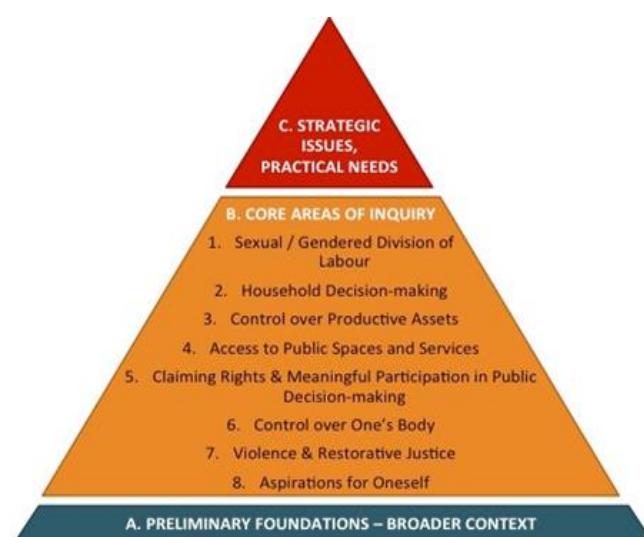 C. STRATEGIC
ISSUES,
PRACTICAL NEEDS
B. CORE AREAS OF INQUIRY
1. Sexual / Gendered Division of
Labour
2. Household Decision-making
3. Control over Productive Assets
4. Access to Public Spaces and Services
5. Claiming Rights & Meaningful Participation in Public
Decision-making
6. Control over One's Body
7. Violence & Restorative Justice
8. Aspirations for Oneself
A. PRELIMINARY FOUNDATIONS – BROADER CONTEXT